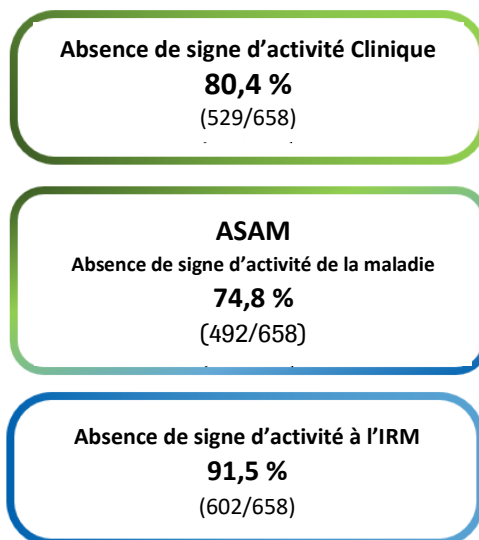 Absence de signe d’activité Clinique
80,4 %
(529/658)
ASAM
Absence de signe d’activité de la maladie
74,8 %
(492/658)
Absence de signe d’activité à l’IRM
91,5 %
(602/658)